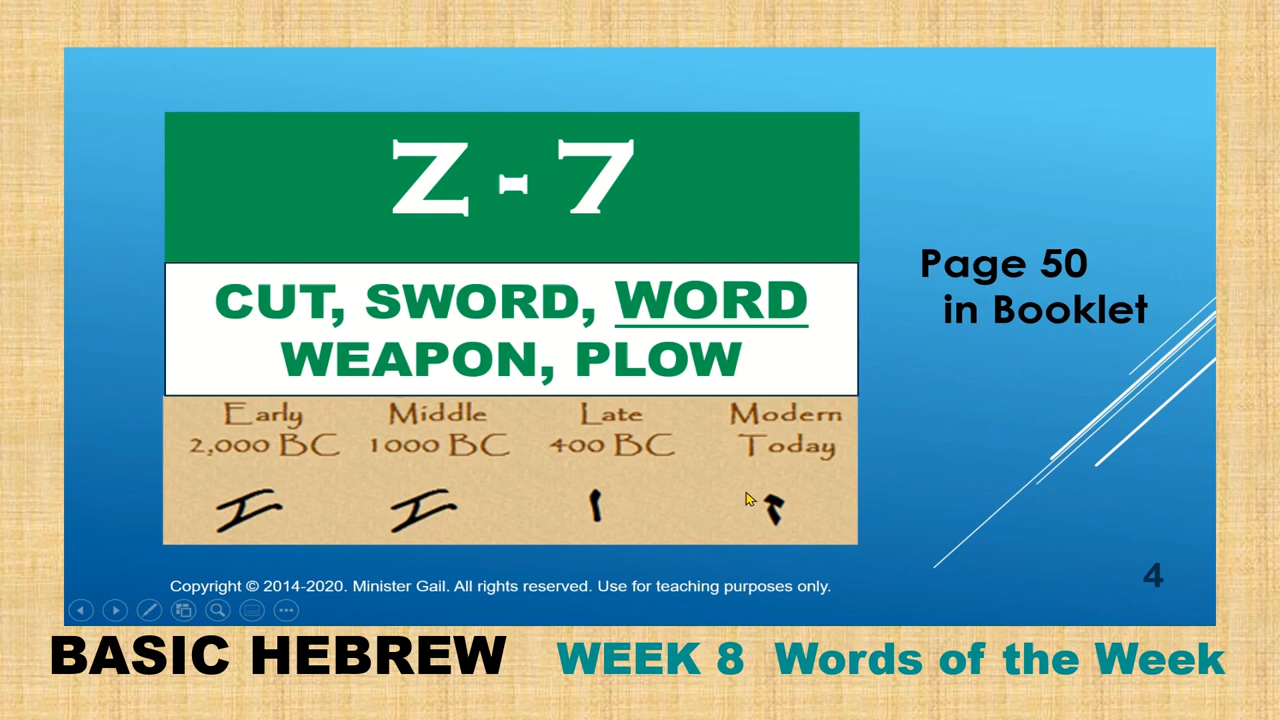 Z - 7
CUT, SWORD, WORD
WEAPON, PLOW
Page 50
in Booklet
Early Middle Late Modern
2,000 BC 1000 BC 400 BC Today
ז
Copyright © 2014-2020. Minister Gail. All rights reserved. Use for teaching purposes only.
4
BASIC HEBREW WEEK 8 Words of the Week